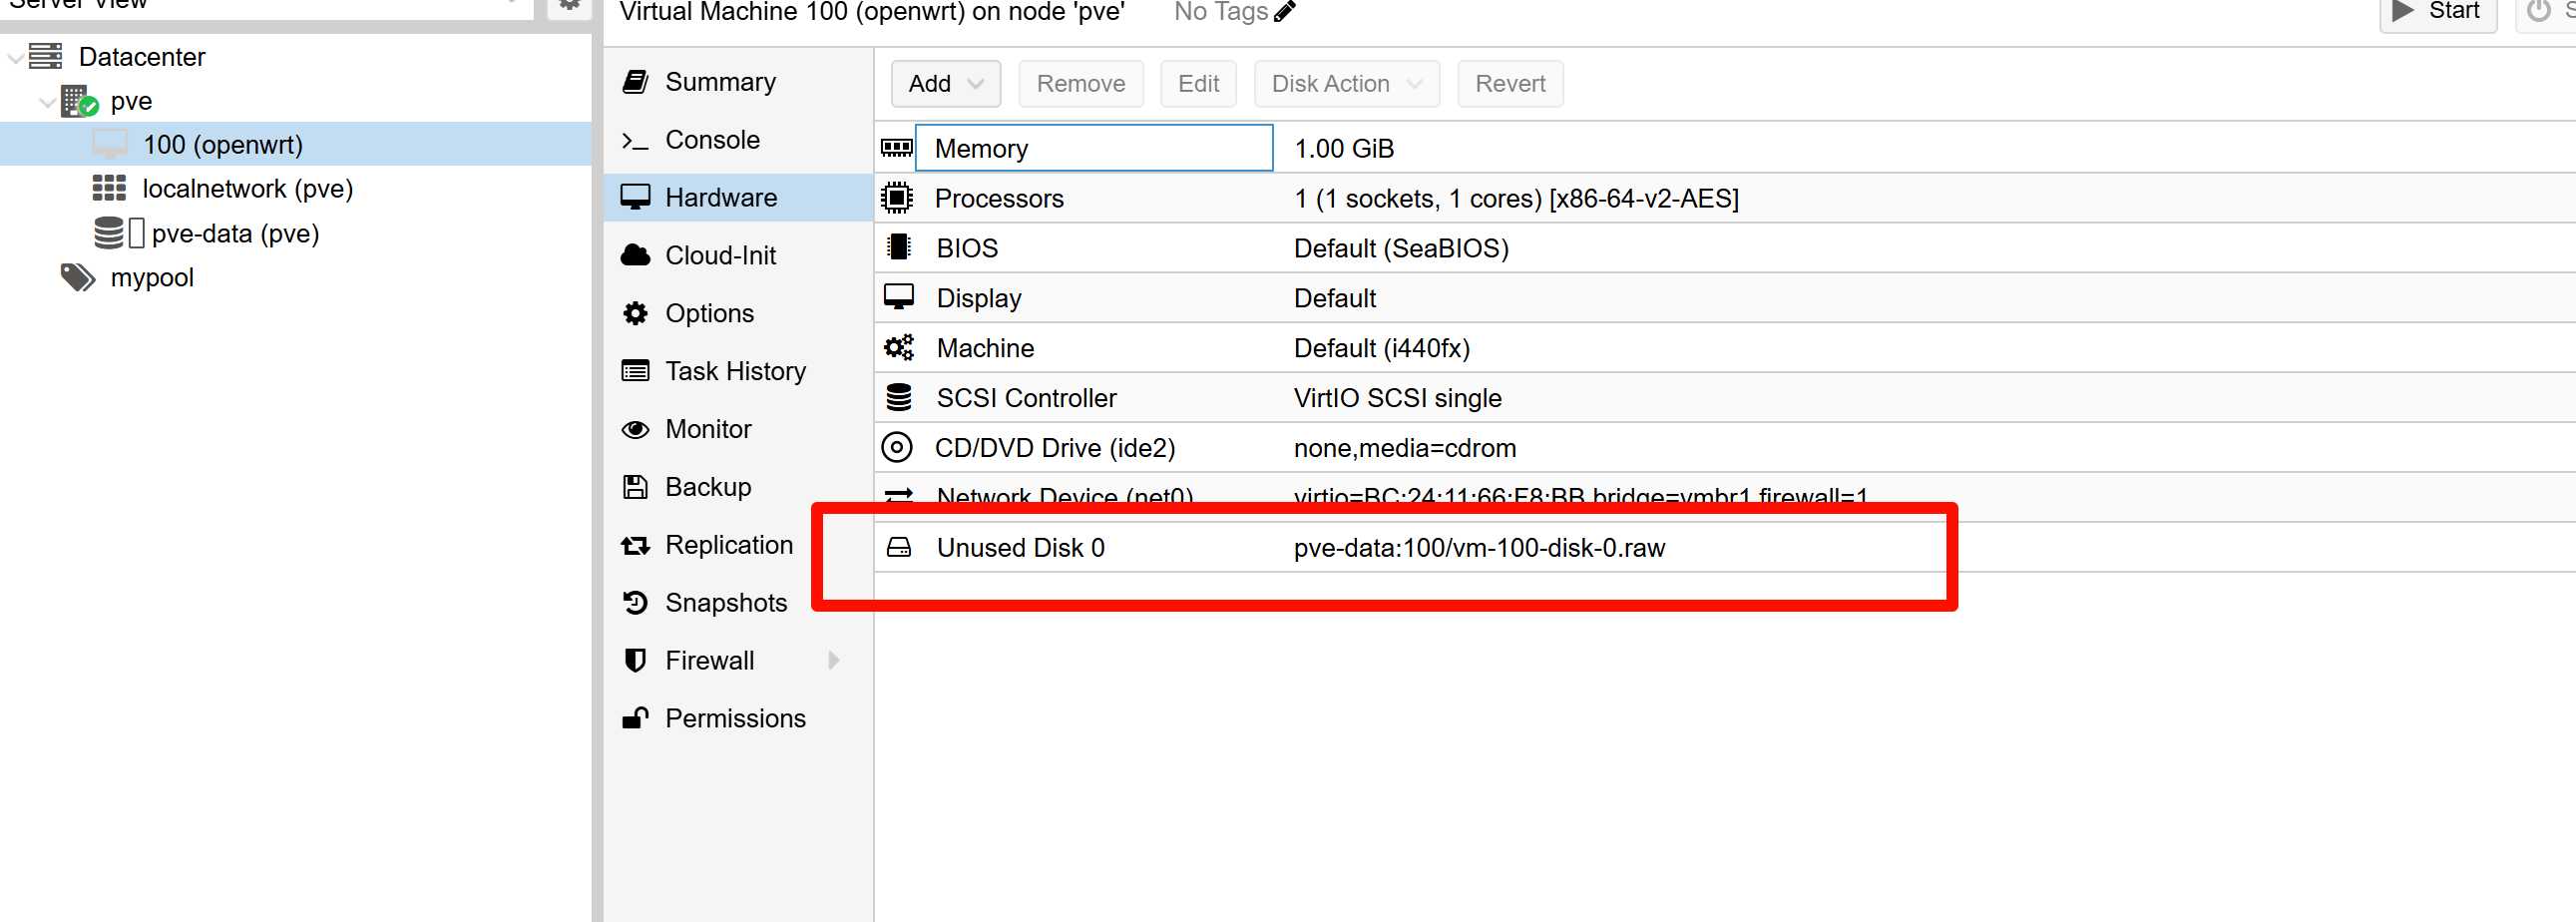 Server View
Virtual Machine 100 (openwrt) on node 'pve'
No Tags
Start
Datacenter
pve
100 (openwrt)
localnetwork (pve)
pve-data (pve)
mypool
Summary
Console
Hardware
Cloud-Init
Options
Task History
Monitor
Backup
Replication
Snapshots
Firewall
Permissions
Add
Remove
Edit
Disk Action
Revert
Memory 1.00 GiB
Processors 1 (1 sockets, 1 cores) [x86-64-v2-AES]
BIOS Default (SeaBIOS)
Display Default
Machine Default (i440fx)
SCSI Controller VirtIO SCSI single
CD/DVD Drive (ide2) none,media=cdrom
Network Device (net0) virtio=BC:24:11:66:F8:BB,bridge=vmbr1,firewall=1
Unused Disk 0 pve-data:100/vm-100-disk-0.raw